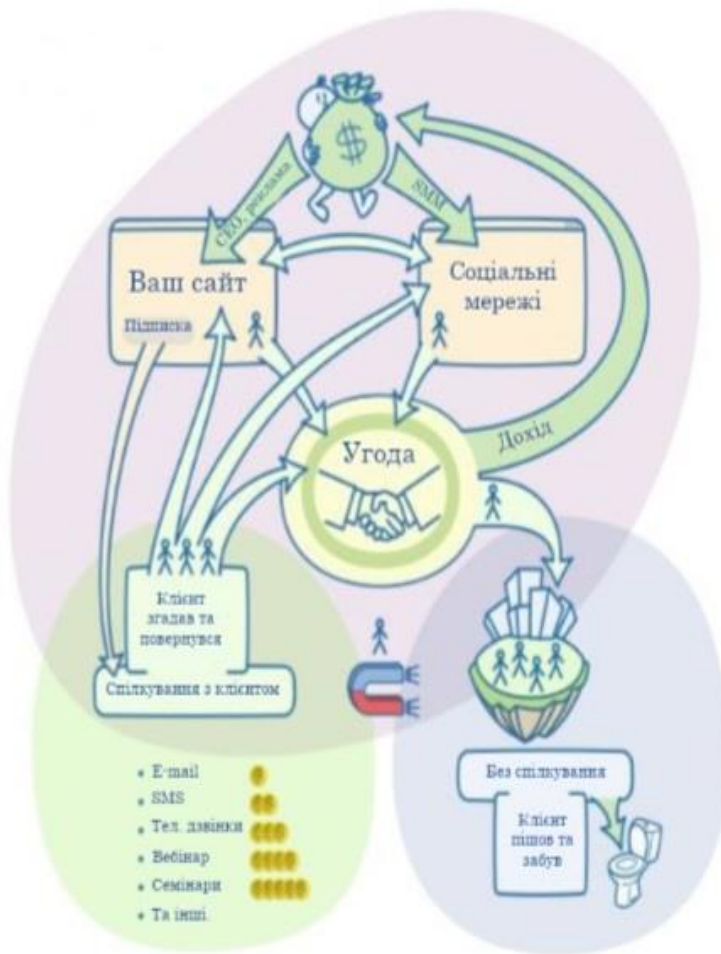 $
СЕО, реклама
SMM
Ваш сайт
Підписка
Соціальні
мережі
Угода
Дохід
Клієнт
згадав та
повернувся
Спілкування з клієнтом
• E-mail
• SMS
• Тел. дзвінки
• Вебінар
• Семінари
• Та інші.
Без спілкування
Клієнт
пішов та
забув